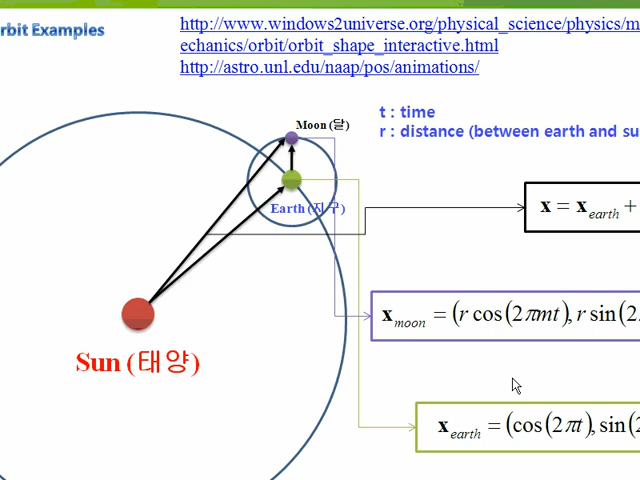 rbit Examples
http://www.windows2universe.org/physical_science/physics/m
echanics/orbit/orbit_shape_interactive.html
http://astro.unl.edu/naap/pos/animations/
t : time
r : distance (between earth and su
Moon (달)
Earth (지구)
x = x_earth +
x_moon = (r cos(2πmt), r sin(2
Sun (태양)
x_earth = (cos(2πt), sin(2